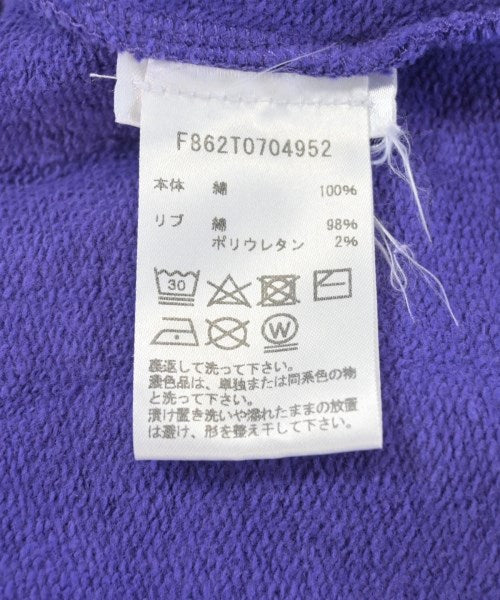 F862T0704952
本体 綿 100%
リブ 綿 98%
ポリウレタン 2%
30
W
裏返して洗って下さい。
濃色品は、単独または同系色の物
と洗って下さい。
漬け置き洗いや濡れたままの放置
は避け、形を整え干して下さい。